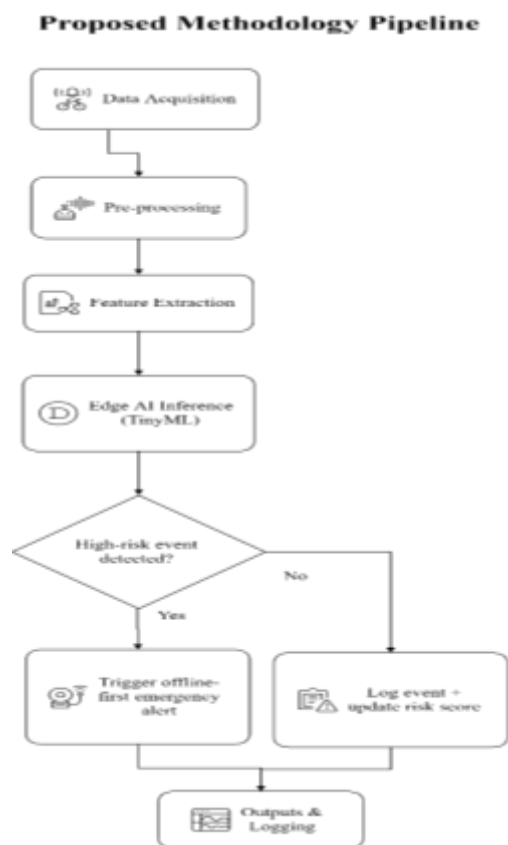 Proposed Methodology Pipeline
Data Acquisition
Pre-processing
Feature Extraction
D
Edge AI Inference
(TinyML)
High-risk event
detected?
No
Yes
Trigger offline-
first emergency
alert
Log event +
update risk score
Outputs &
Logging